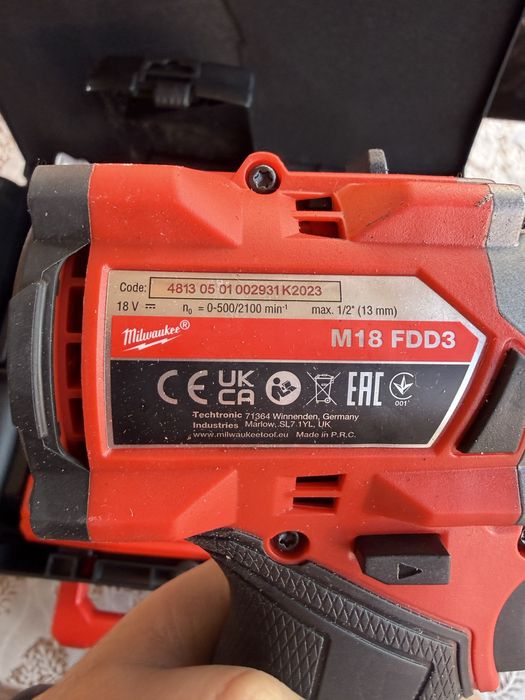 Code: 4813 05 01 002931 K2023
18 V ⎓ n₀ = 0-500/2100 min⁻¹ max. 1/2" (13 mm)
Milwaukee® M18 FDD3
CE UK CA EAC 001
Techtronic 71364 Winnenden, Germany
Industries Marlow, SL7 1YL, UK
www.milwaukeetool.eu Made in P.R.C.